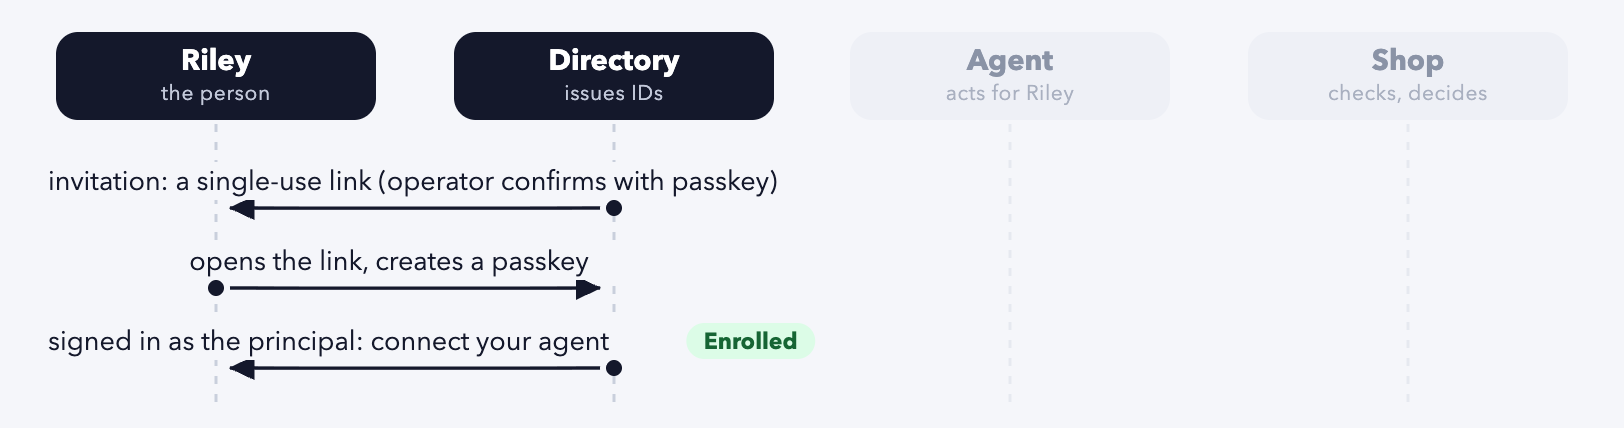 Riley
the person
Directory
issues IDs
Agent
acts for Riley
Shop
checks, decides
invitation: a single-use link (operator confirms with passkey)
opens the link, creates a passkey
signed in as the principal: connect your agent
Enrolled